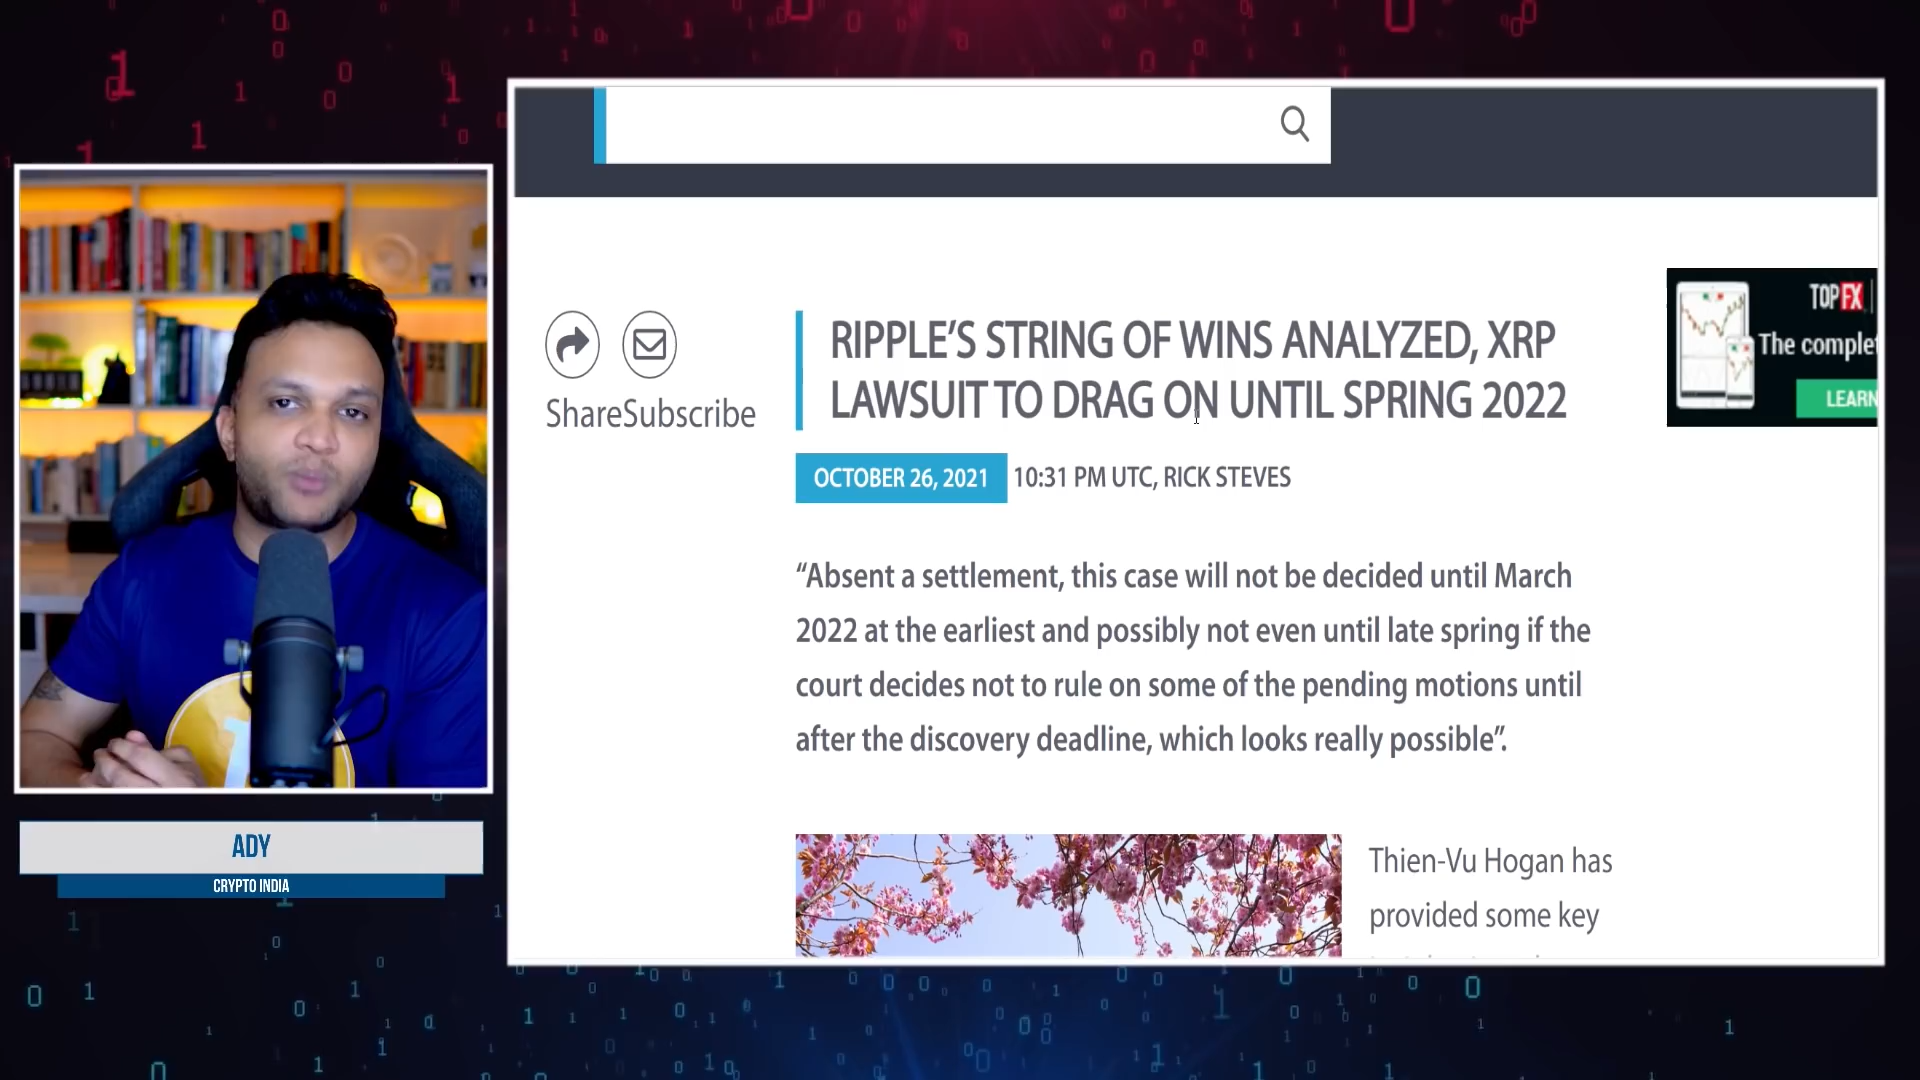 RIPPLE'S STRING OF WINS ANALYZED, XRP
LAWSUIT TO DRAG ON UNTIL SPRING 2022
ShareSubscribe
OCTOBER 26, 2021 10:31 PM UTC, RICK STEVES
“Absent a settlement, this case will not be decided until March
2022 at the earliest and possibly not even until late spring if the
court decides not to rule on some of the pending motions until
after the discovery deadline, which looks really possible”.
Thien-Vu Hogan has
provided some key
TOPFX
The complet
LEARN
ADY
CRYPTO INDIA